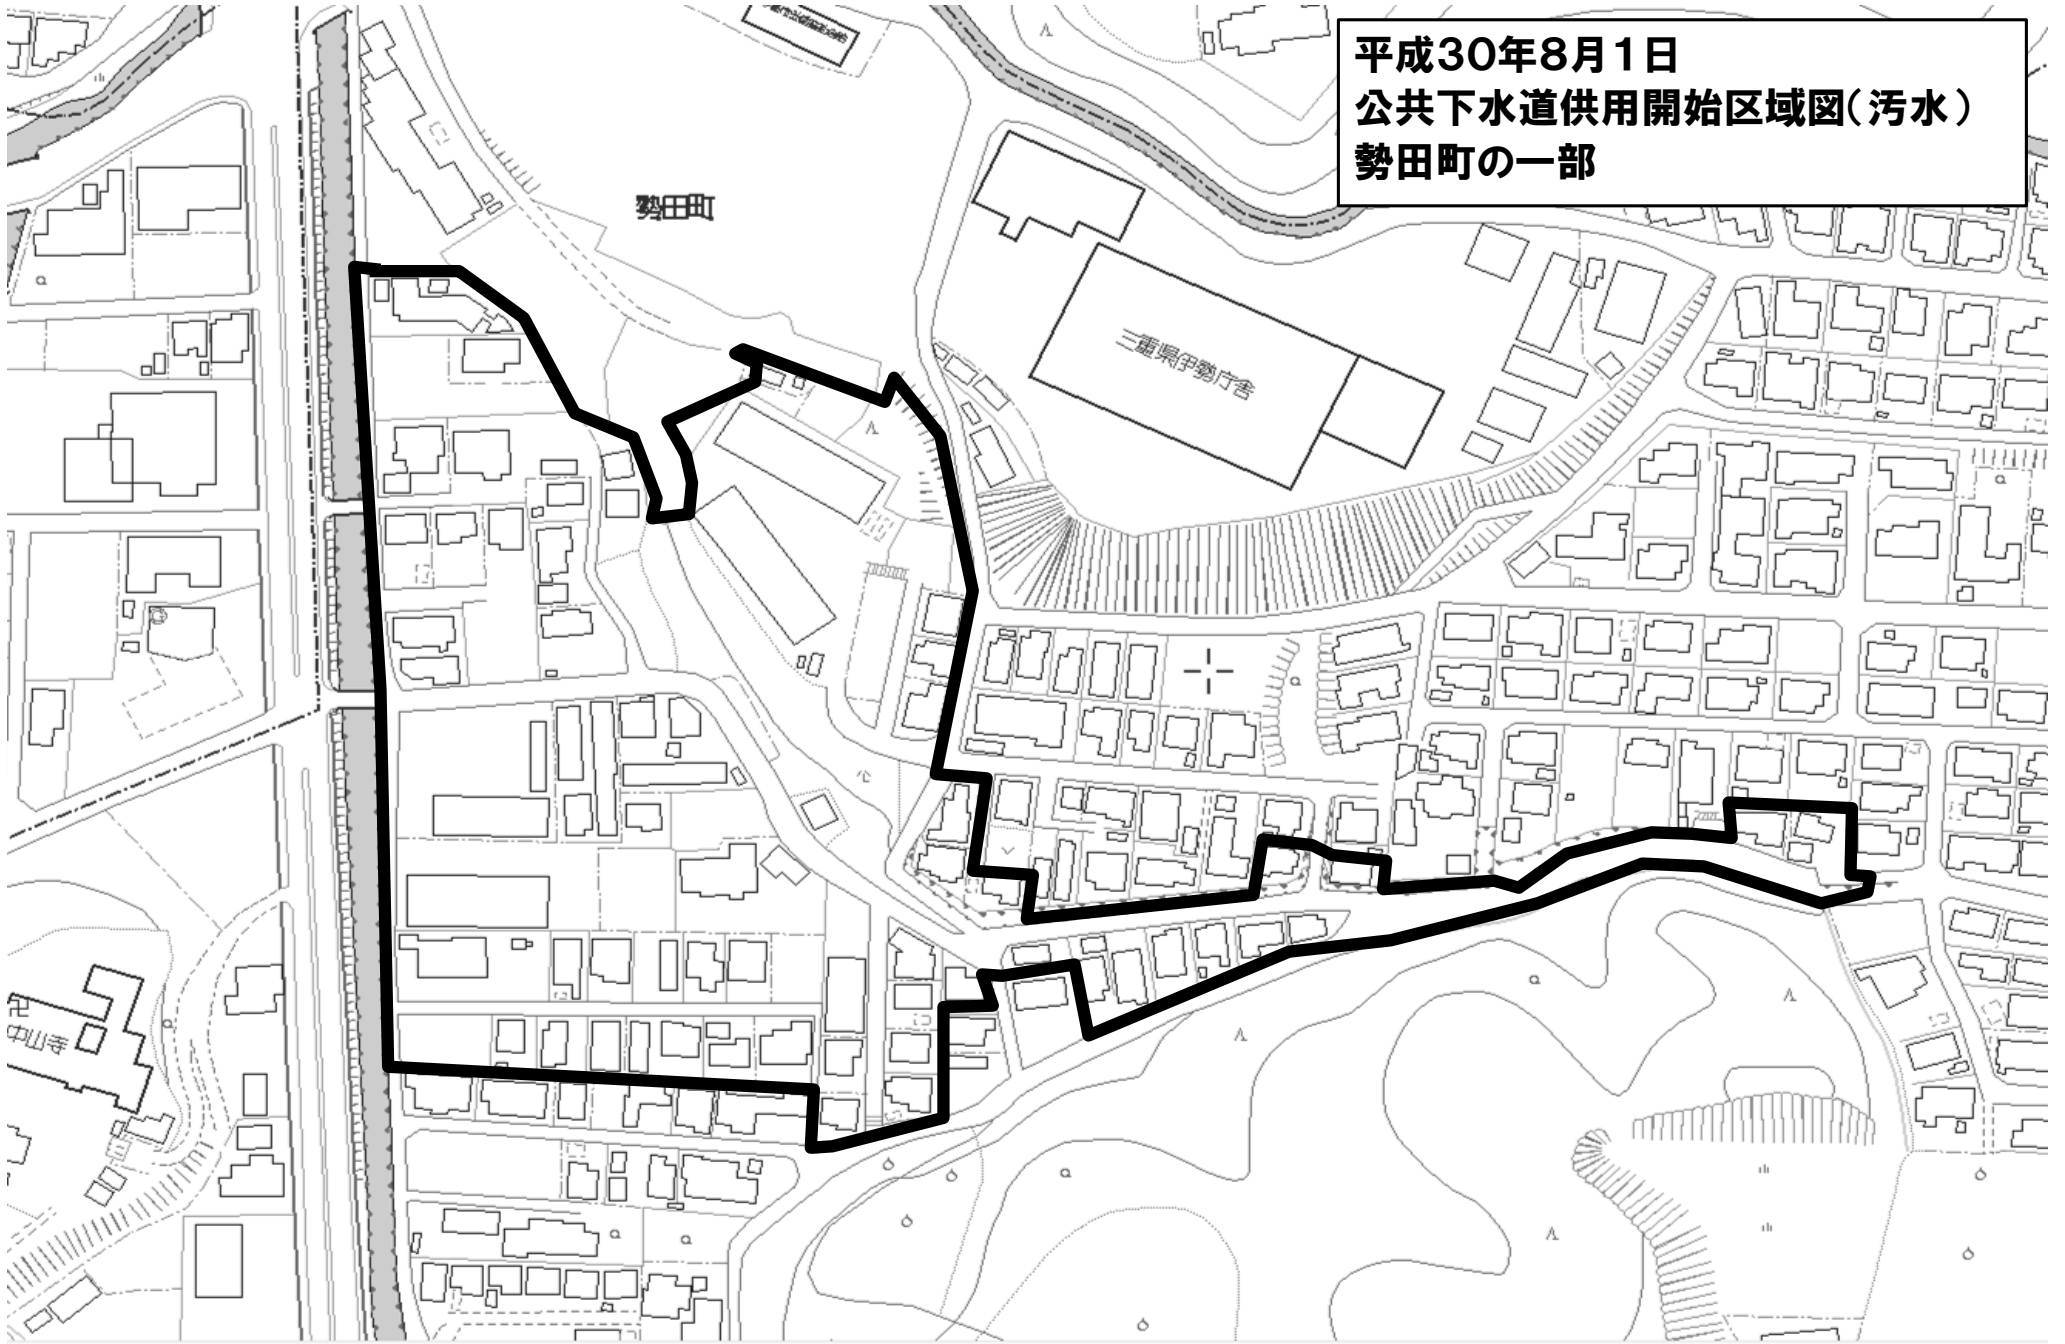 平成30年8月1日
公共下水道供用開始区域図(汚水)
勢田町の一部
勢田町
三重県伊勢庁舎
卍
中山寺